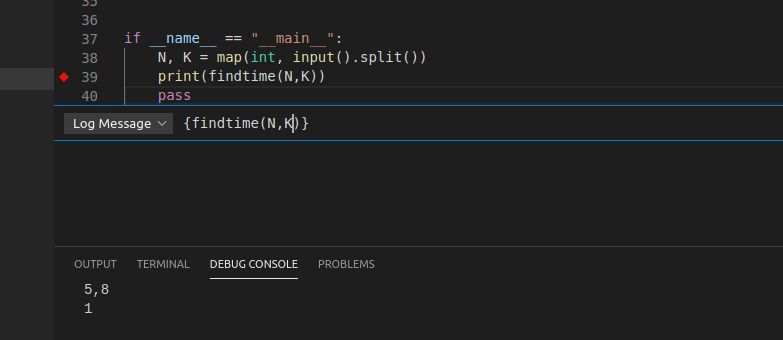 35
36
37 if __name__ == "__main__":
38 N, K = map(int, input().split())
39 print(findtime(N,K))
40 pass
Log Message {findtime(N,K)}
OUTPUT TERMINAL DEBUG CONSOLE PROBLEMS
5,8
1